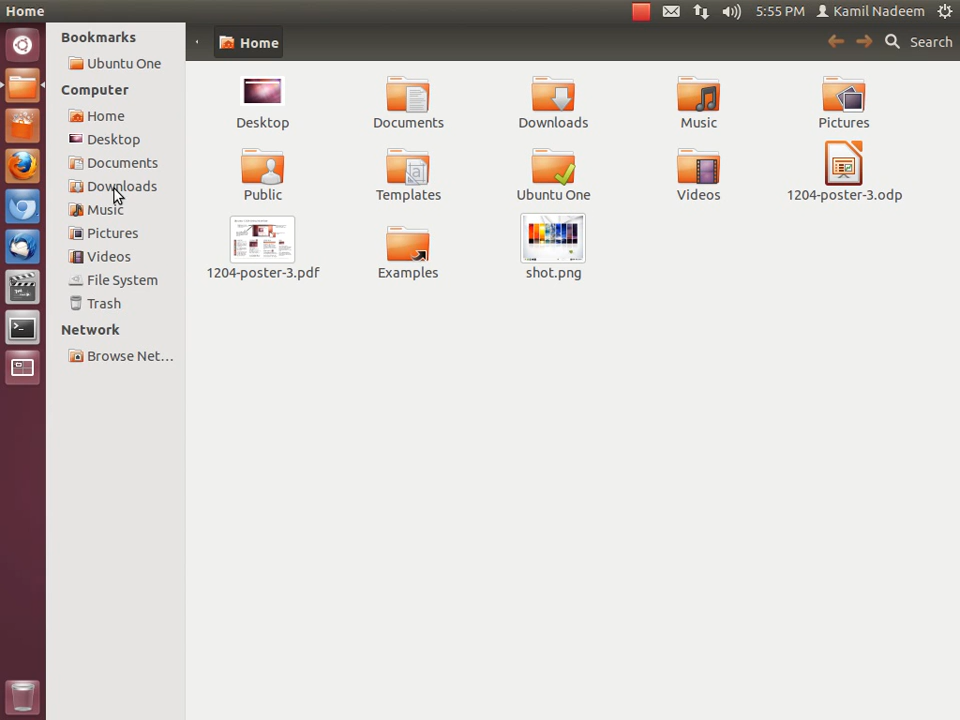 Home
5:55 PM
Kamil Nadeem
Bookmarks
Ubuntu One
Computer
Home
Desktop
Documents
Downloads
Music
Pictures
Videos
File System
Trash
Network
Browse Net...
Home
Search
Desktop
Documents
Downloads
Music
Pictures
Public
Templates
Ubuntu One
Videos
1204-poster-3.odp
1204-poster-3.pdf
Examples
shot.png